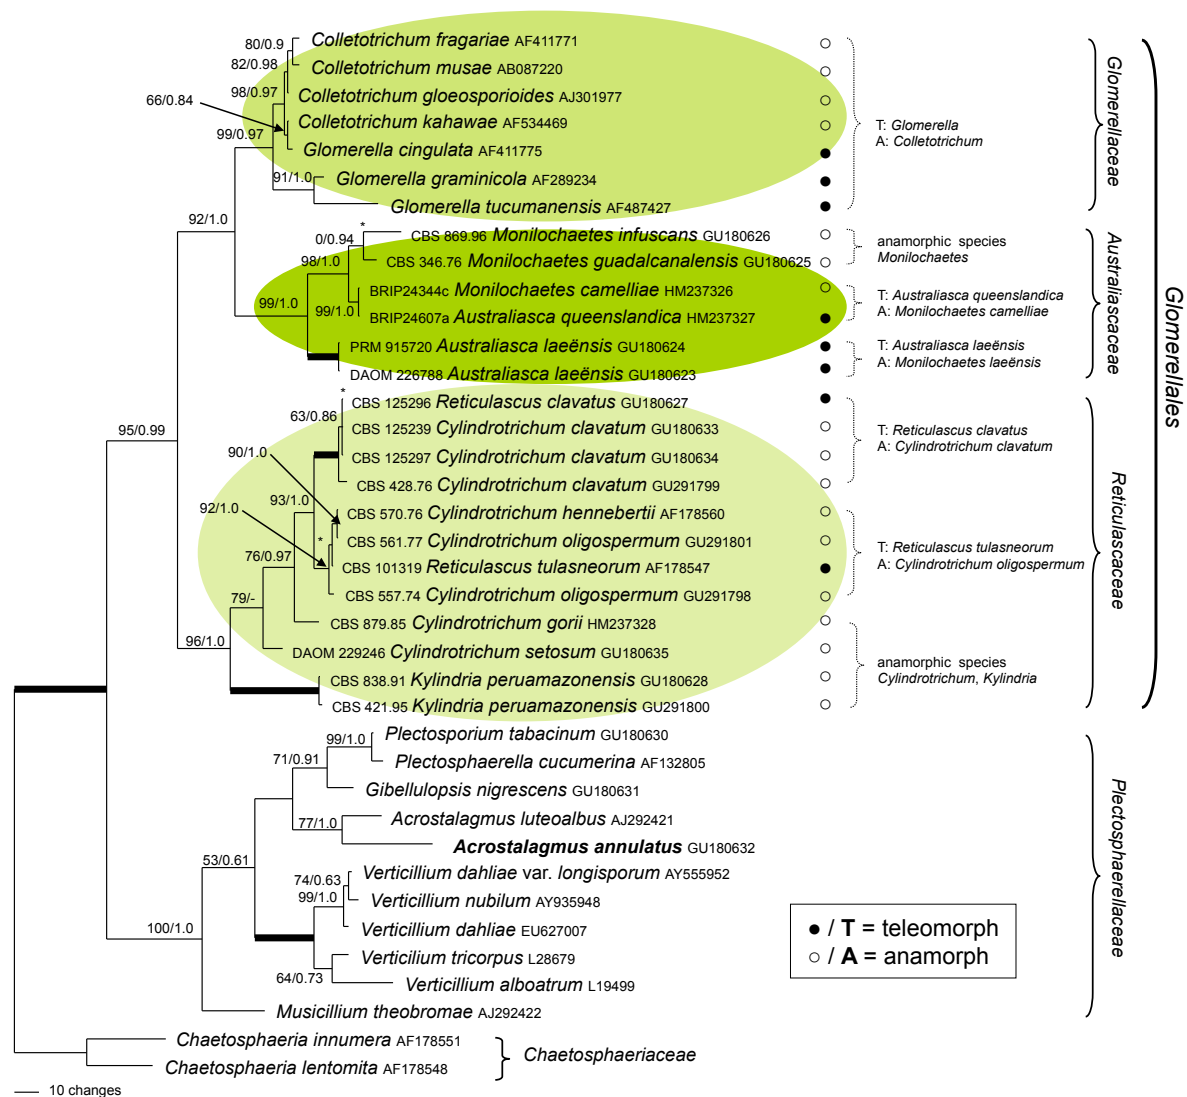 80/0.9
Colletotrichum fragariae AF411771
82/0.98
Colletotrichum musae AB087220
98/0.97
Colletotrichum gloeosporioides AJ301977
66/0.84
Colletotrichum kahawae AF534469
99/0.97
Glomerella cingulata AF411775
91/1.0
Glomerella graminicola AF289234
Glomerella tucumanensis AF487427
T: Glomerella
A: Colletotrichum
Glomerellaceae
92/1.0
*
CBS 869.96 Monilochaetes infuscans GU180626
0/0.94
CBS 346.76 Monilochaetes guadalcanalensis GU180625
98/1.0
anamorphic species
Monilochaetes
BRIP24344c Monilochaetes camelliae HM237326
99/1.0
99/1.0
BRIP24607a Australiasca queenslandica HM237327
T: Australiasca queenslandica
A: Monilochaetes camelliae
PRM 915720 Australiasca laeënsis GU180624
DAOM 226788 Australiasca laeënsis GU180623
T: Australiasca laeënsis
A: Monilochaetes laeënsis
Australiascaceae
Glomerellales
*
CBS 125296 Reticulascus clavatus GU180627
63/0.86
CBS 125239 Cylindrotrichum clavatum GU180633
CBS 125297 Cylindrotrichum clavatum GU180634
CBS 428.76 Cylindrotrichum clavatum GU291799
T: Reticulascus clavatus
A: Cylindrotrichum clavatum
95/0.99
90/1.0
93/1.0
92/1.0
CBS 570.76 Cylindrotrichum hennebertii AF178560
*
CBS 561.77 Cylindrotrichum oligospermum GU291801
76/0.97
CBS 101319 Reticulascus tulasneorum AF178547
CBS 557.74 Cylindrotrichum oligospermum GU291798
T: Reticulascus tulasneorum
A: Cylindrotrichum oligospermum
79/-
CBS 879.85 Cylindrotrichum gorii HM237328
96/1.0
DAOM 229246 Cylindrotrichum setosum GU180635
CBS 838.91 Kylindria peruamazonensis GU180628
CBS 421.95 Kylindria peruamazonensis GU291800
anamorphic species
Cylindrotrichum, Kylindria
Reticulascaceae
99/1.0
Plectosporium tabacinum GU180630
71/0.91
Plectosphaerella cucumerina AF132805
Gibellulopsis nigrescens GU180631
77/1.0
Acrostalagmus luteoalbus AJ292421
Acrostalagmus annulatus GU180632
53/0.61
74/0.63
Verticillium dahliae var. longisporum AY555952
99/1.0
Verticillium nubilum AY935948
Verticillium dahliae EU627007
100/1.0
Verticilium tricorpus L28679
64/0.73
Verticillium alboatrum L19499
Musicillium theobromae AJ292422
Plectosphaerellaceae
● / T = teleomorph
○ / A = anamorph
Chaetosphaeria innumera AF178551
Chaetosphaeria lentomita AF178548
Chaetosphaeriaceae
10 changes